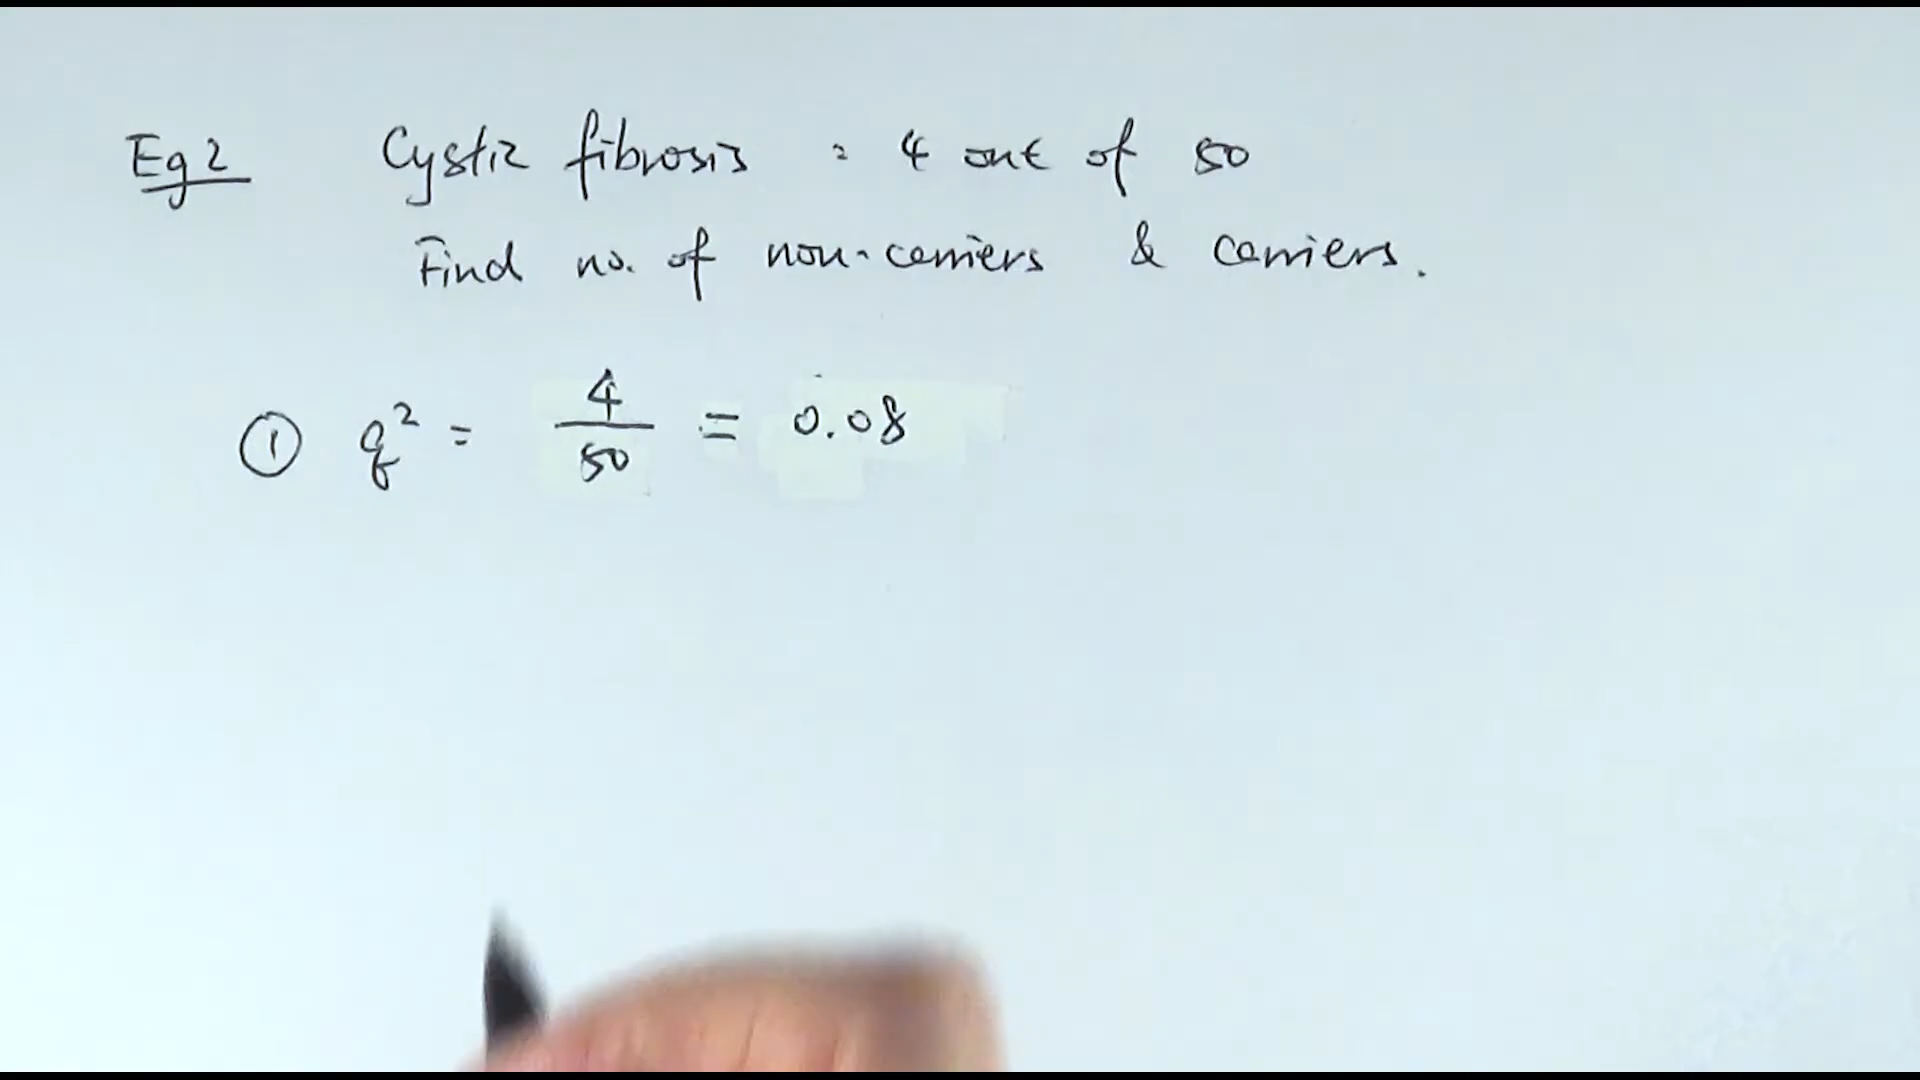 Eg 2 Cystic fibrosis : 4 out of 50
Find no. of non-carriers & carriers.
① q² = 4/50 = 0.08